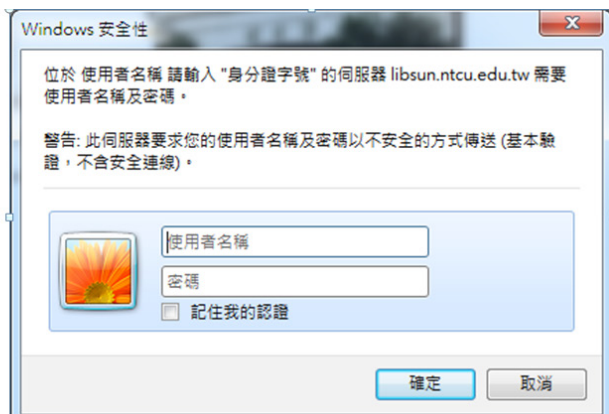 Windows 安全性
位於 使用者名稱 請輸入 "身分證字號" 的伺服器 libsun.ntcu.edu.tw 需要
使用者名稱及密碼。
警告: 此伺服器要求您的使用者名稱及密碼以不安全的方式傳送 (基本驗
證，不含安全連線)。
使用者名稱
密碼
記住我的認證
確定
取消